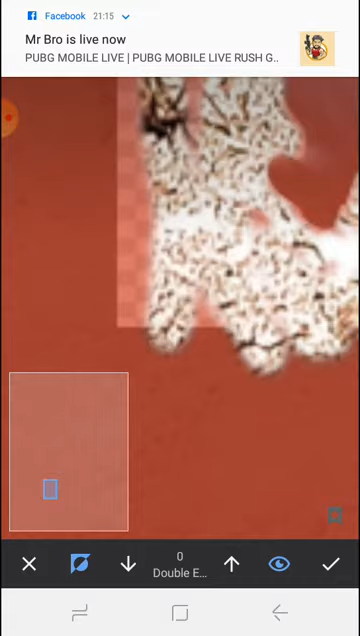 Facebook 21:15
Mr Bro is live now
PUBG MOBILE LIVE | PUBG MOBILE LIVE RUSH G..
0
Double E...